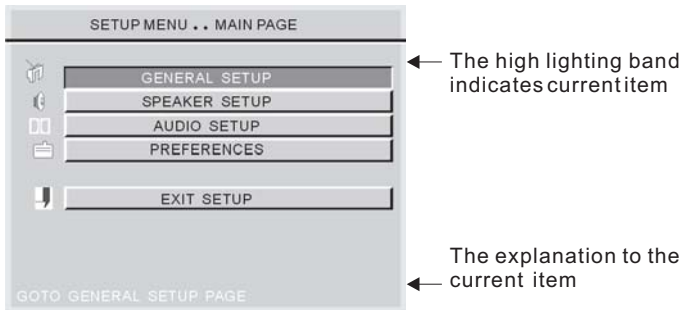 SETUP MENU . . MAIN PAGE
The high lighting band
indicates current item
GENERAL SETUP
SPEAKER SETUP
AUDIO SETUP
PREFERENCES
EXIT SETUP
The explanation to the
current item
GOTO GENERAL SETUP PAGE